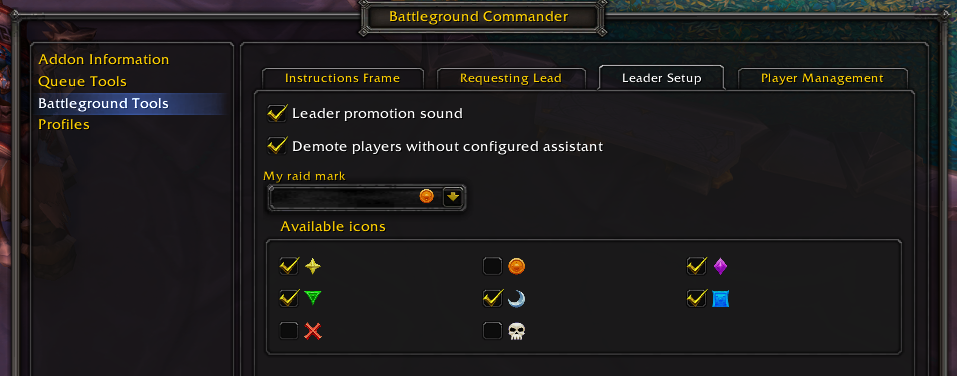 Battleground Commander
Addon Information
Queue Tools
Battleground Tools
Profiles
Instructions Frame
Requesting Lead
Leader Setup
Player Management
Leader promotion sound
Demote players without configured assistant
My raid mark
Available icons